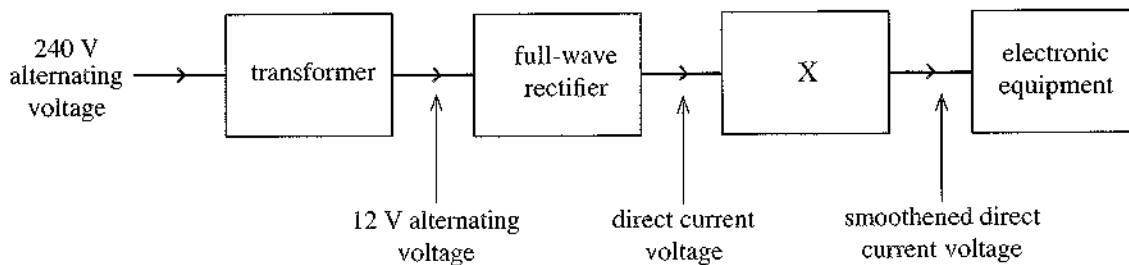 240 V
alternating
voltage
transformer
full-wave
rectifier
X
electronic
equipment
12 V alternating
voltage
direct current
voltage
smoothened direct
current voltage